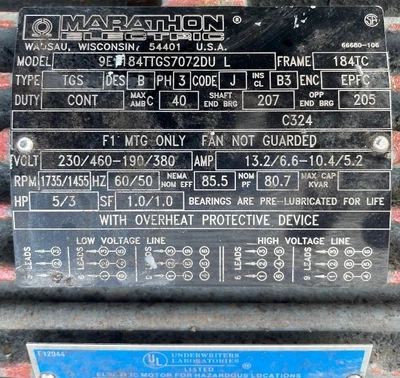 MARATHON
ELECTRIC
WAUSAU, WISCONSIN 54401 U.S.A.
66680-106
MODEL 184TTGS7072DU L FRAME 184TC
TYPE TGS DES B PH 3 CODE J INS CL B3 ENC EPFC
DUTY CONT MAX AMB C 40 SHAFT END BRG 207 OPP END BRG 205
C324
F1 MTG ONLY FAN NOT GUARDED
VOLT 230/460-190/380 AMP 13.2/6.6-10.4/5.2
RPM 1735/1455 HZ 60/50 NEMA NOM EFF 85.5 NOM PF 80.7 MAX CAP KVAR
HP 5/3 SF 1.0/1.0 BEARINGS ARE PRE-LUBRICATED FOR LIFE
WITH OVERHEAT PROTECTIVE DEVICE
LOW VOLTAGE LINE HIGH VOLTAGE LINE
9 LEADS 6 LEADS 9 LEADS 6 LEADS
E12044
UL UNDERWRITERS LABORATORIES
LISTED
ELECTRIC MOTOR FOR HAZARDOUS LOCATIONS